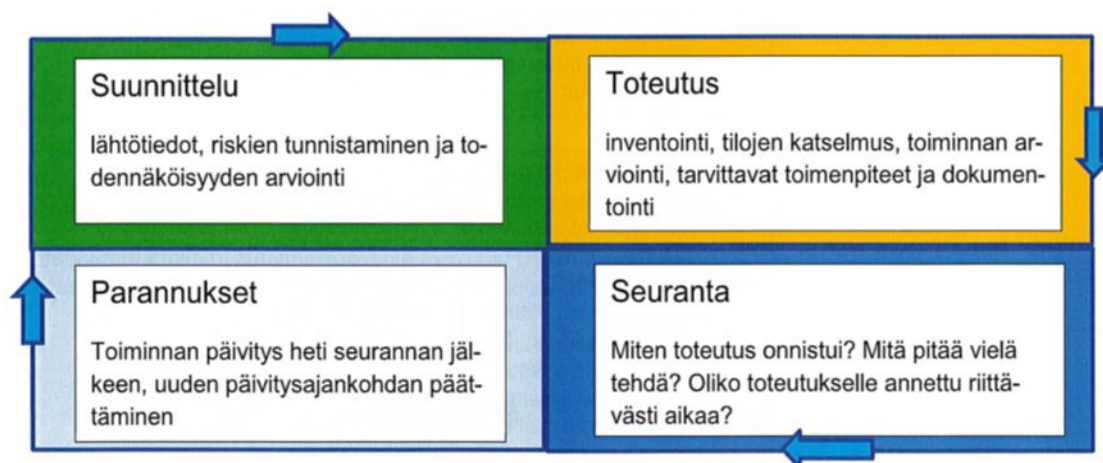 Suunnittelu
lähtötiedot, riskien tunnistaminen ja to-
dennäköisyyden arviointi
Toteutus
inventointi, tilojen katselmus, toiminnan ar-
viointi, tarvittavat toimenpiteet ja dokumen-
tointi
Parannukset
Toiminnan päivitys heti seurannan jäl-
keen, uuden päivitysajankohdan päät-
täminen
Seuranta
Miten toteutus onnistui? Mitä pitää vielä
tehdä? Oliko toteutukselle annettu riittä-
västi aikaa?